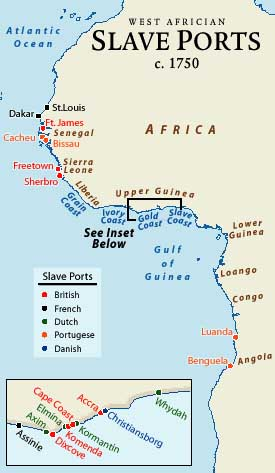 WEST AFRICIAN
SLAVE PORTS
c. 1750
Atlantic
Ocean
St.Louis
Dakar
Ft. James
Senegal
Cacheu
Bissau
AFRICA
Freetown
Sierra
Leone
Sherbro
Liberia
Grain
Coast
Upper Guinea
Ivory
Coast
Gold
Coast
Slave
Coast
See Inset
Below
Lower
Guinea
Gulf
of
Guinea
Loango
Congo
Slave Ports
British
French
Dutch
Portugese
Danish
Luanda
Benguela
Angola
Whydah
Cape Coast
Accra
Christiansborg
Elmina
Kormantin
Axim
Komenda
Assinie
Dixcove